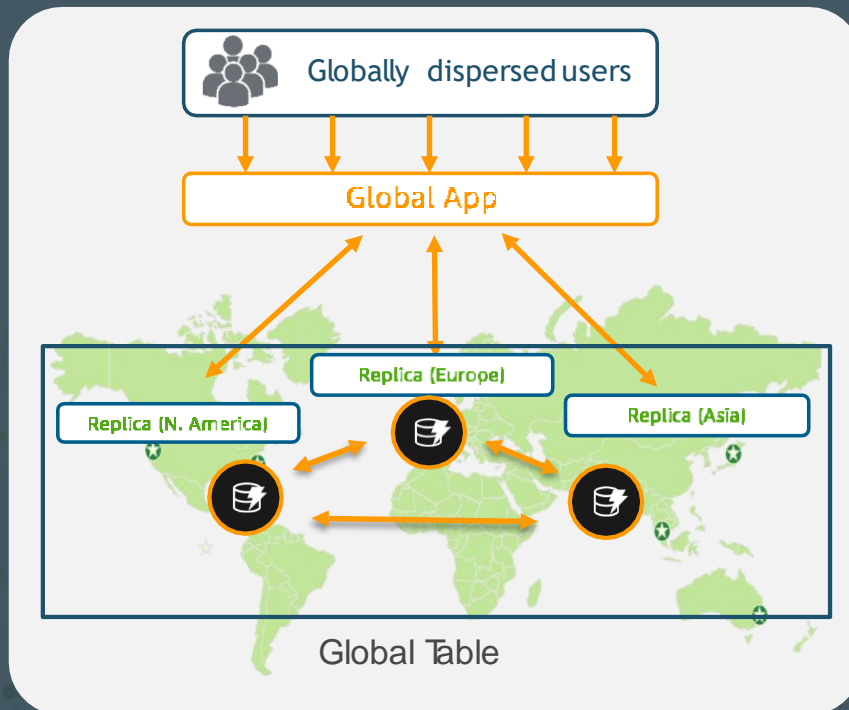 Globally dispersed users
Global App
Replica (Europe)
Replica (N. America)
Replica (Asia)
Global Table